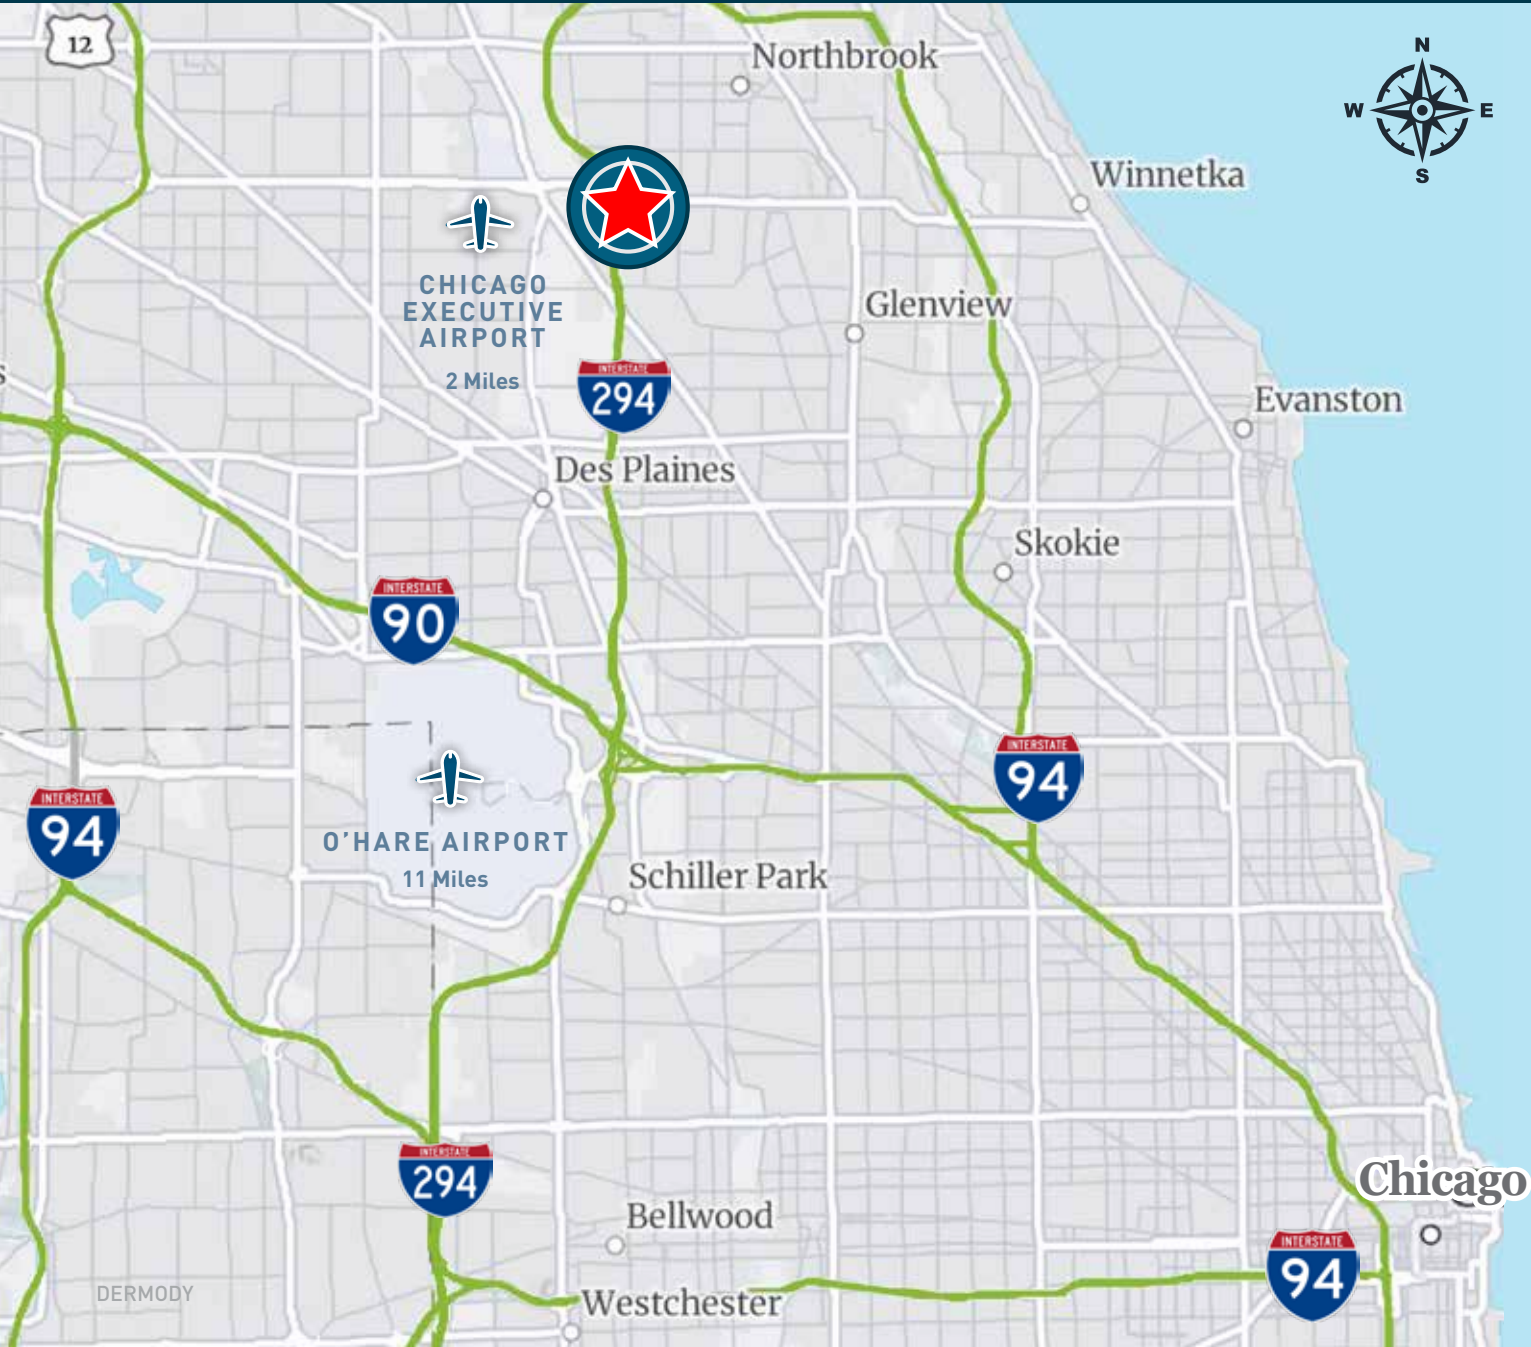 12
Northbrook
N
W E
S
Winnetka
CHICAGO
EXECUTIVE
AIRPORT
2 Miles
Glenview
INTERSTATE
294
Evanston
Des Plaines
Skokie
INTERSTATE
90
INTERSTATE
94
INTERSTATE
94
O'HARE AIRPORT
11 Miles
Schiller Park
INTERSTATE
294
Chicago
Bellwood
INTERSTATE
94
DERMODY
Westchester